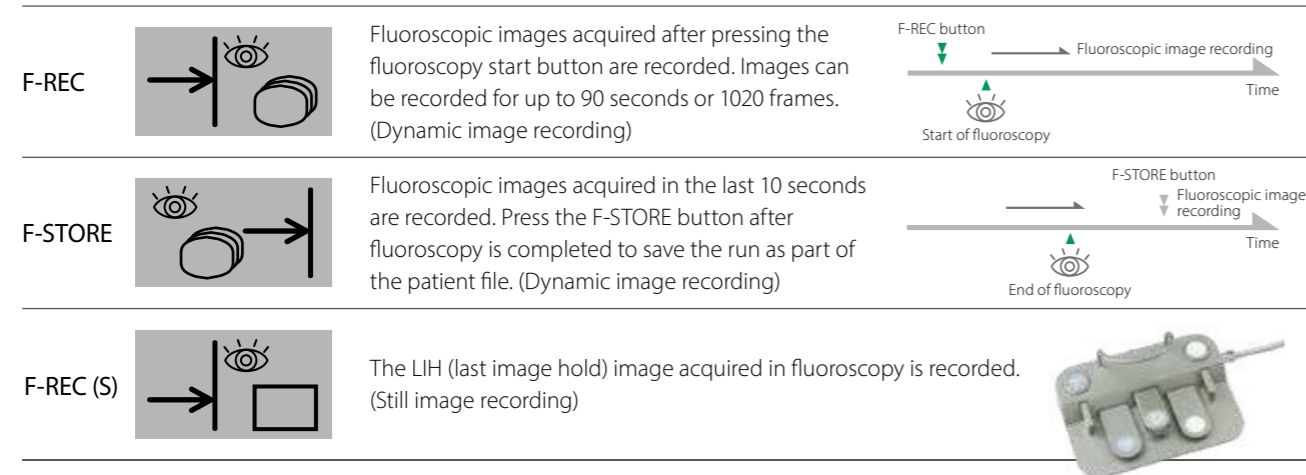 F-REC
Fluoroscopic images acquired after pressing the
fluoroscopy start button are recorded. Images can
be recorded for up to 90 seconds or 1020 frames.
(Dynamic image recording)
F-REC button
Fluoroscopic image recording
Time
Start of fluoroscopy
F-STORE
Fluoroscopic images acquired in the last 10 seconds
are recorded. Press the F-STORE button after
fluoroscopy is completed to save the run as part of
the patient file. (Dynamic image recording)
F-STORE button
Fluoroscopic image
recording
Time
End of fluoroscopy
F-REC (S)
The LIH (last image hold) image acquired in fluoroscopy is recorded.
(Still image recording)